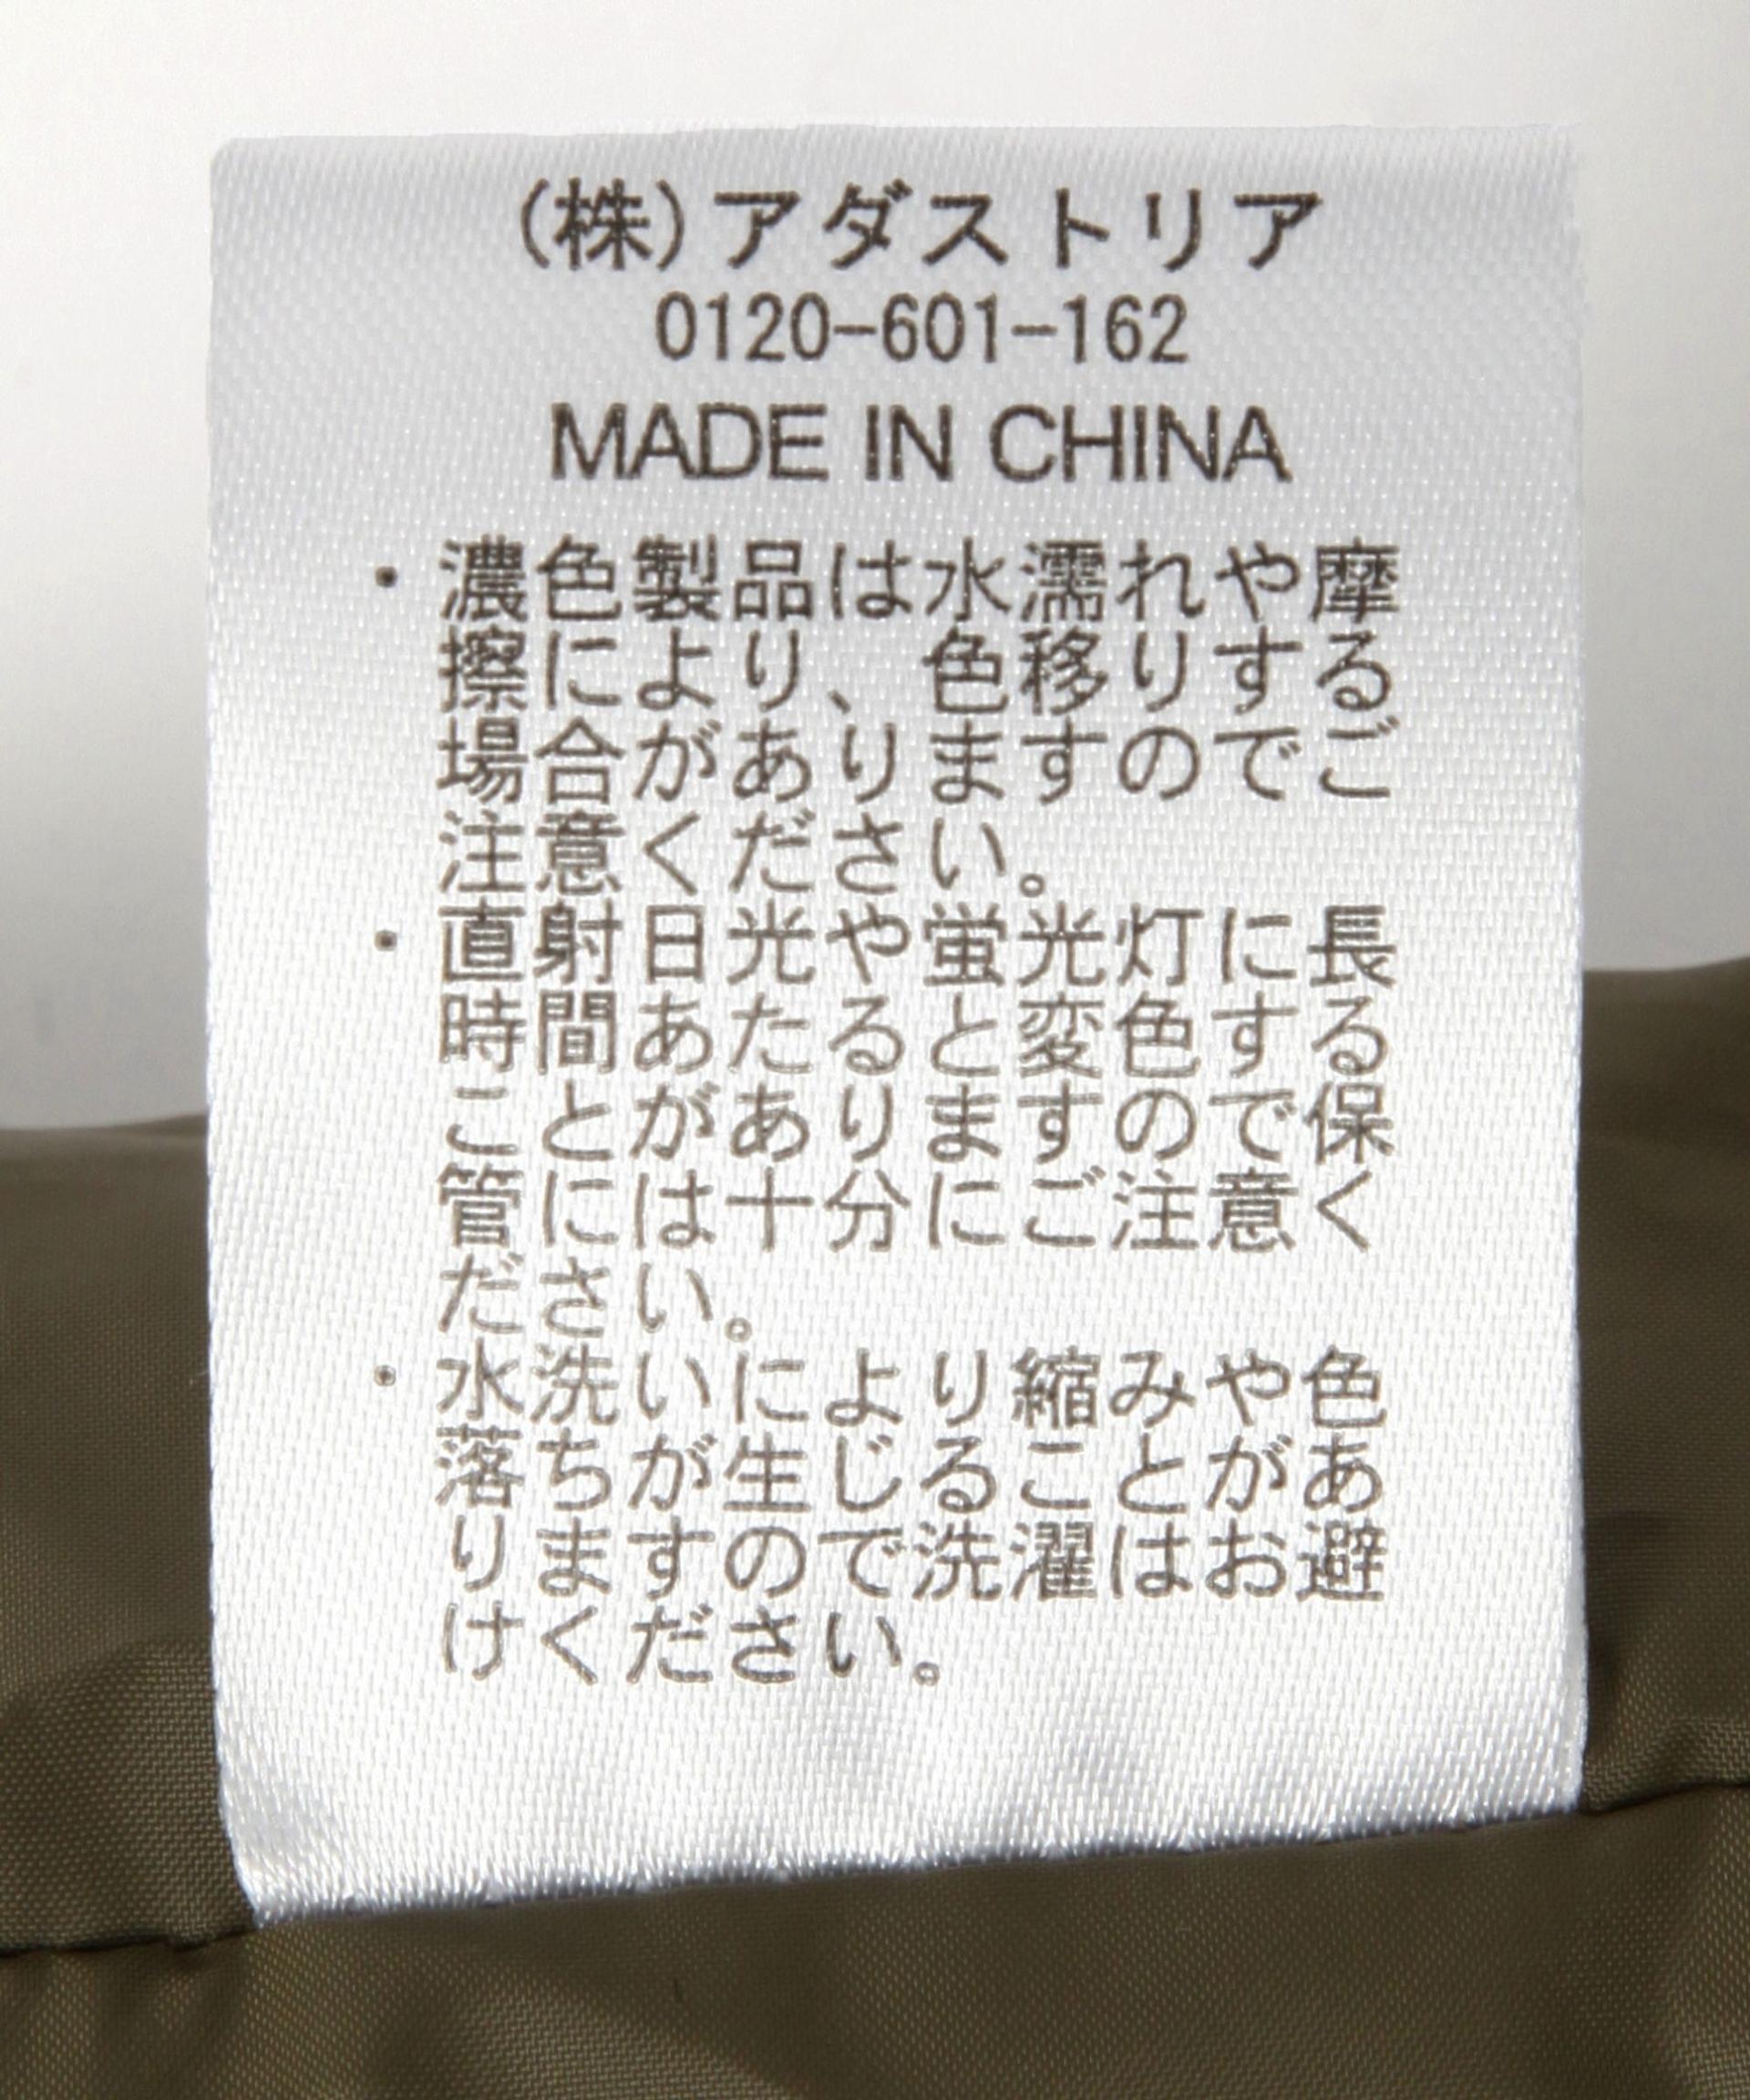 (株)アダストリア
0120-601-162
MADE IN CHINA
・濃色製品は水濡れや摩
擦により、色移りする
場合がありますのでご
注意ください。
・直射日光や蛍光灯に長
時間あたると変色する
ことがありますので保
管には十分にご注意く
ださい。
・水洗いにより縮みや色
落ちが生じることがあ
りますので洗濯はお避
けください。